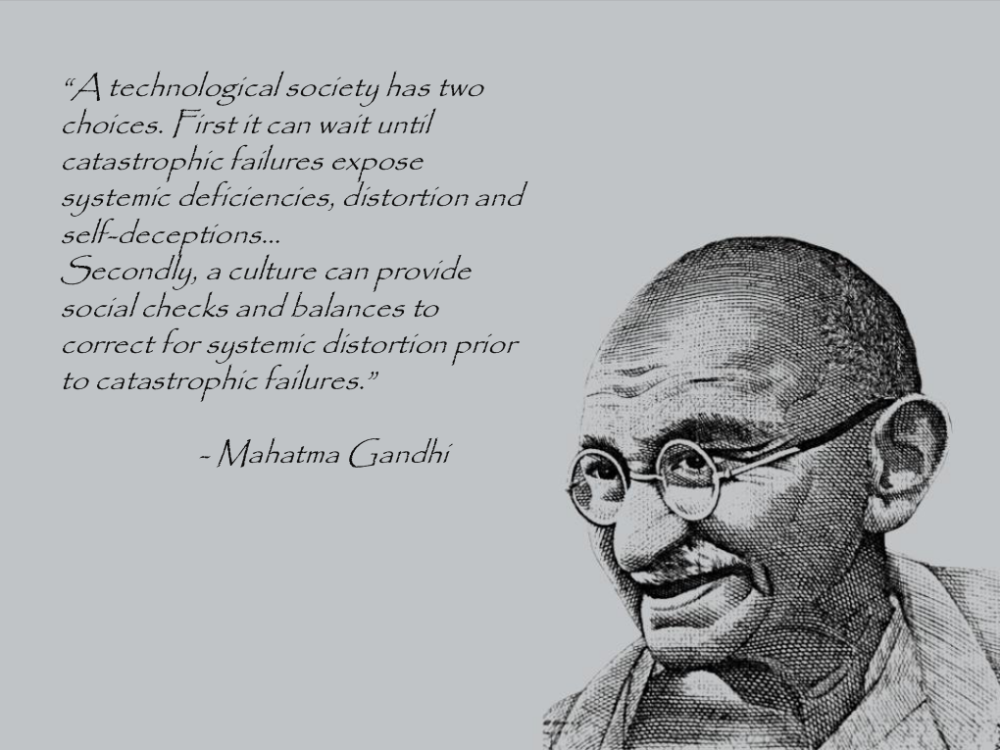 “A technological society has two
choices. First it can wait until
catastrophic failures expose
systemic deficiencies, distortion and
self-deceptions...
Secondly, a culture can provide
social checks and balances to
correct for systemic distortion prior
to catastrophic failures.”
- Mahatma Gandhi